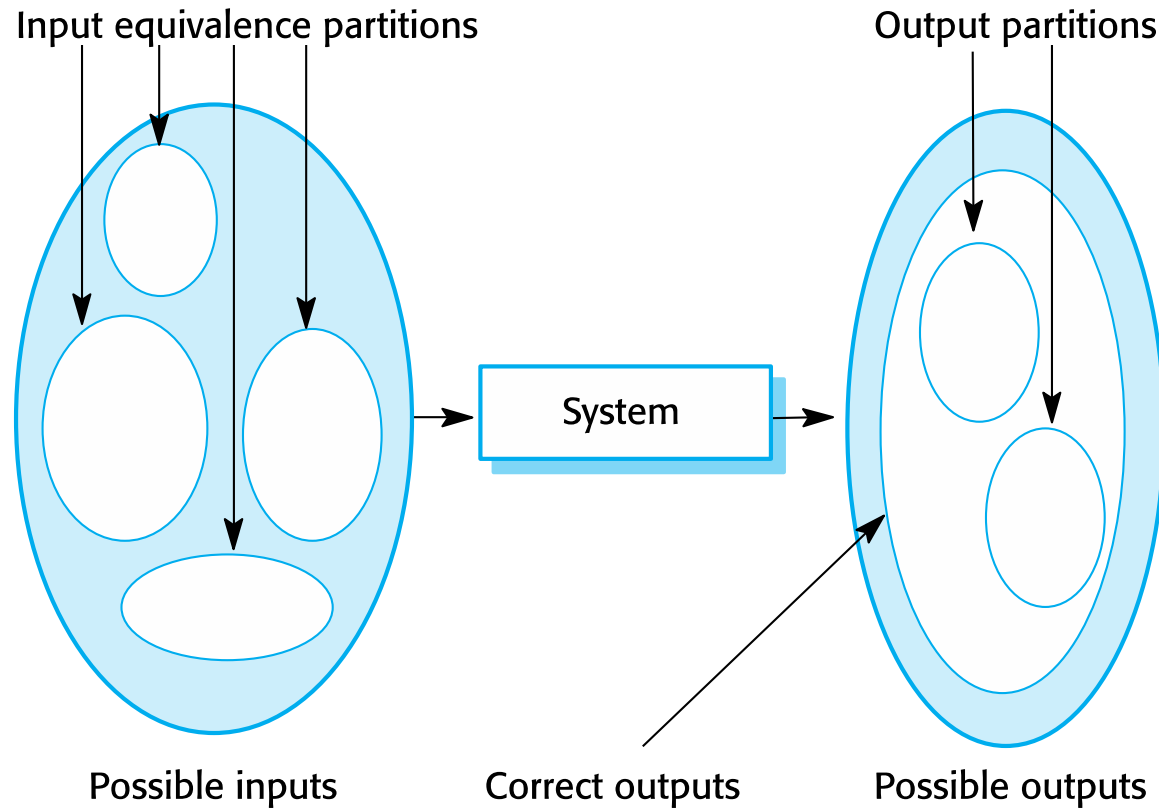 Input equivalence partitions
Output partitions
System
Possible inputs
Correct outputs
Possible outputs